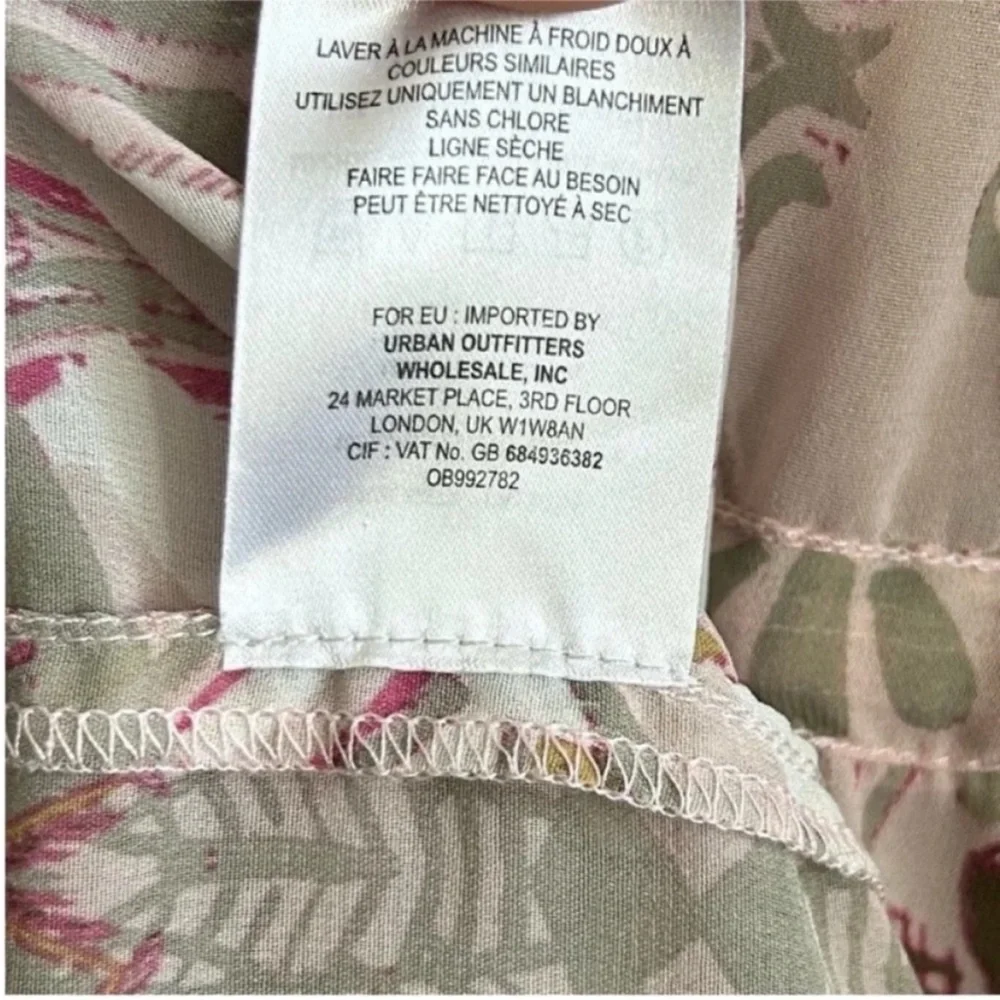 LAVER À LA MACHINE À FROID DOUX À
COULEURS SIMILAIRES
UTILISEZ UNIQUEMENT UN BLANCHIMENT
SANS CHLORE
LIGNE SÈCHE
FAIRE FAIRE FACE AU BESOIN
PEUT ÊTRE NETTOYÉ À SEC
FOR EU : IMPORTED BY
URBAN OUTFITTERS
WHOLESALE, INC
24 MARKET PLACE, 3RD FLOOR
LONDON, UK W1W8AN
CIF : VAT No. GB 684936382
OB992782